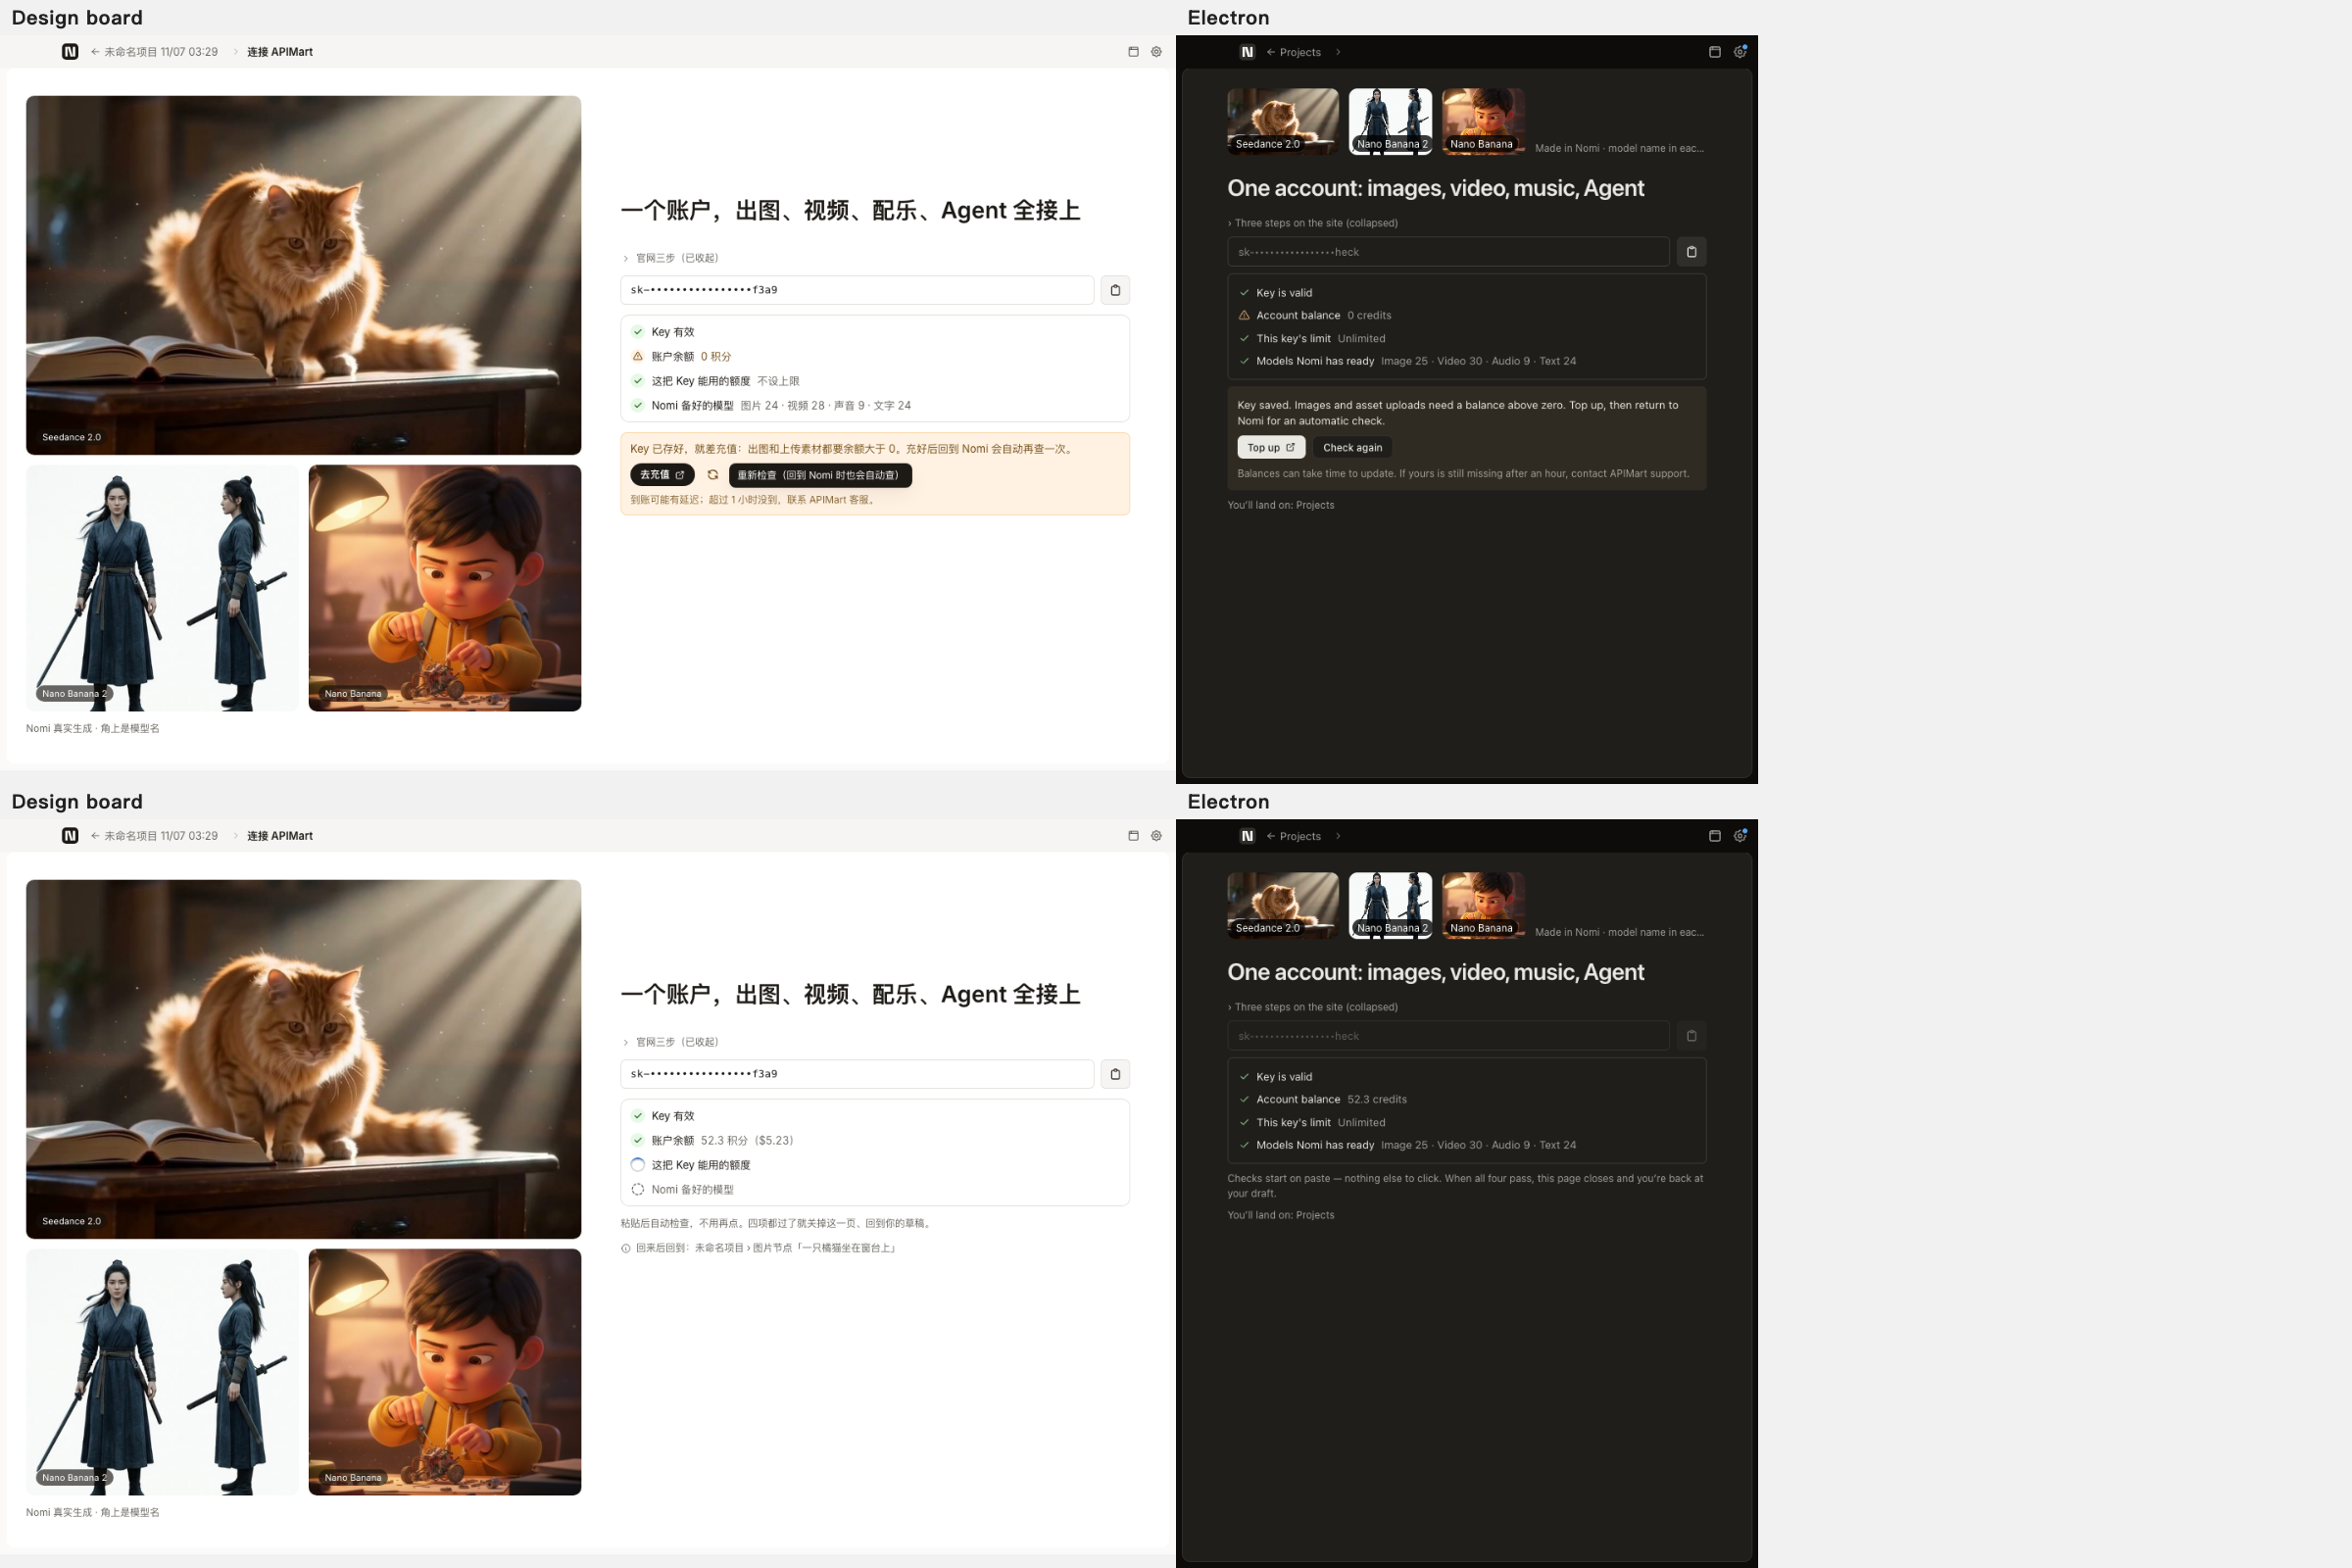 Design board
N
← 未命名项目 11/07 03:29 › 连接 APIMart
Seedance 2.0
Nano Banana 2
Nano Banana
Nomi 真实生成 · 角上是模型名
一个账户，出图、视频、配乐、Agent 全接上
› 官网三步（已收起）
sk-••••••••••••••••f3a9
Key 有效
账户余额 0 积分
这把 Key 能用的额度 不设上限
Nomi 备好的模型 图片 24 · 视频 28 · 声音 9 · 文字 24
Key 已存好，就差充值：出图和上传素材都要余额大于 0。充好后回到 Nomi 会自动再查一次。
去充值
重新检查（回到 Nomi 时也会自动查）
到账可能有延迟；超过 1 小时没到，联系 APIMart 客服。
Electron
N
← Projects ›
Seedance 2.0
Nano Banana 2
Nano Banana
Made in Nomi · model name in eac...
One account: images, video, music, Agent
› Three steps on the site (collapsed)
sk-••••••••••••••••heck
Key is valid
Account balance 0 credits
This key's limit Unlimited
Models Nomi has ready Image 25 · Video 30 · Audio 9 · Text 24
Key saved. Images and asset uploads need a balance above zero. Top up, then return to
Nomi for an automatic check.
Top up
Check again
Balances can take time to update. If yours is still missing after an hour, contact APIMart support.
You'll land on: Projects
Design board
N
← 未命名项目 11/07 03:29 › 连接 APIMart
Seedance 2.0
Nano Banana 2
Nano Banana
Nomi 真实生成 · 角上是模型名
一个账户，出图、视频、配乐、Agent 全接上
› 官网三步（已收起）
sk-••••••••••••••••f3a9
Key 有效
账户余额 52.3 积分（$5.23）
这把 Key 能用的额度
Nomi 备好的模型
粘贴后自动检查，不用再点。四项都过了就关掉这一页、回到你的草稿。
回来后回到：未命名项目 › 图片节点「一只橘猫坐在窗台上」
Electron
N
← Projects ›
Seedance 2.0
Nano Banana 2
Nano Banana
Made in Nomi · model name in eac...
One account: images, video, music, Agent
› Three steps on the site (collapsed)
sk-••••••••••••••••heck
Key is valid
Account balance 52.3 credits
This key's limit Unlimited
Models Nomi has ready Image 25 · Video 30 · Audio 9 · Text 24
Checks start on paste — nothing else to click. When all four pass, this page closes and you're back at
your draft.
You'll land on: Projects